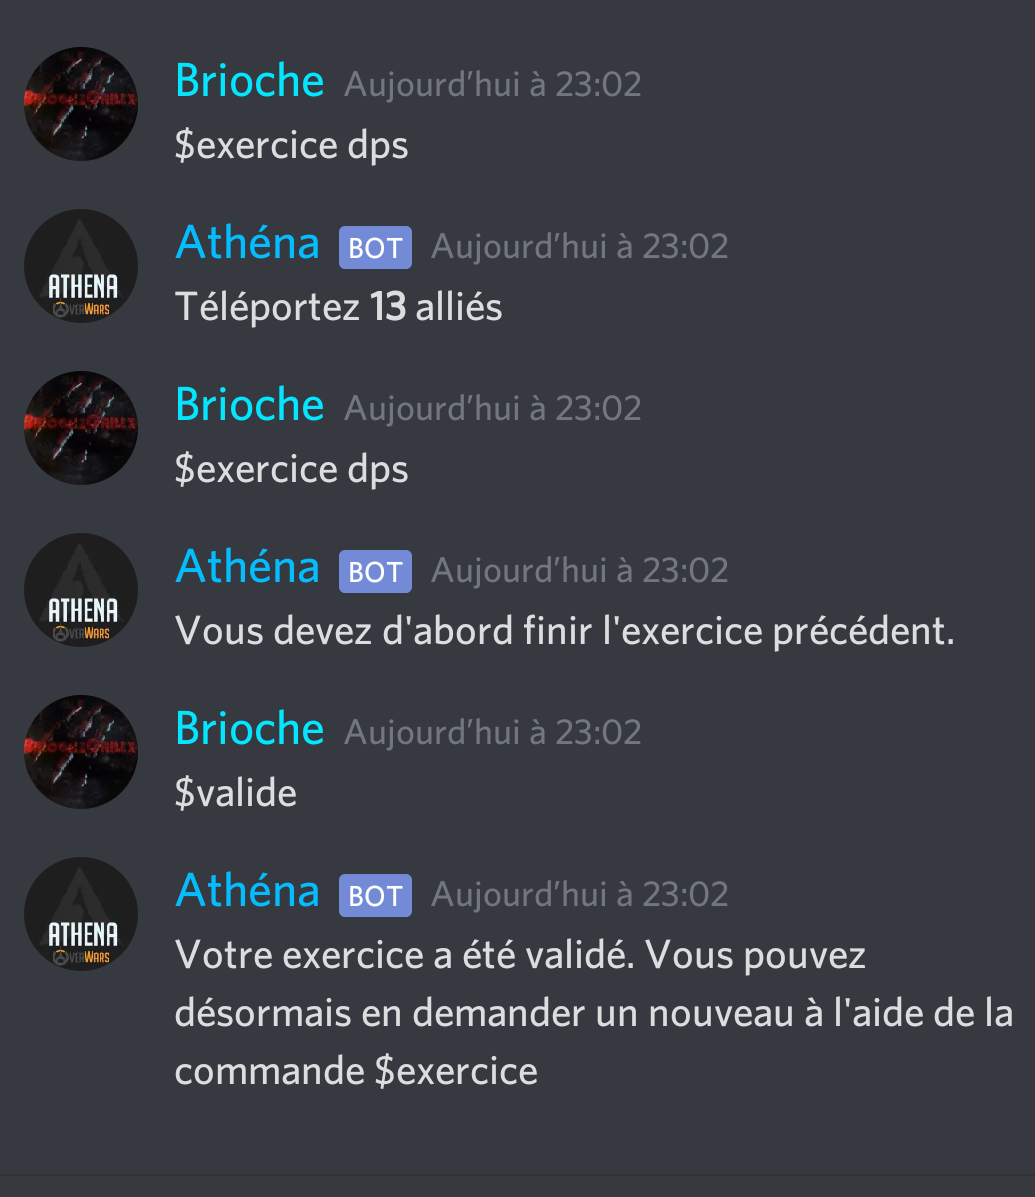 Brioche Aujourd'hui à 23:02
$exercice dps
ATHENA
OVERWARS
Athéna BOT Aujourd'hui à 23:02
Téléportez 13 alliés
Brioche Aujourd'hui à 23:02
$exercice dps
ATHENA
OVERWARS
Athéna BOT Aujourd'hui à 23:02
Vous devez d'abord finir l'exercice précédent.
Brioche Aujourd'hui à 23:02
$valide
ATHENA
OVERWARS
Athéna BOT Aujourd'hui à 23:02
Votre exercice a été validé. Vous pouvez
désormais en demander un nouveau à l'aide de la
commande $exercice